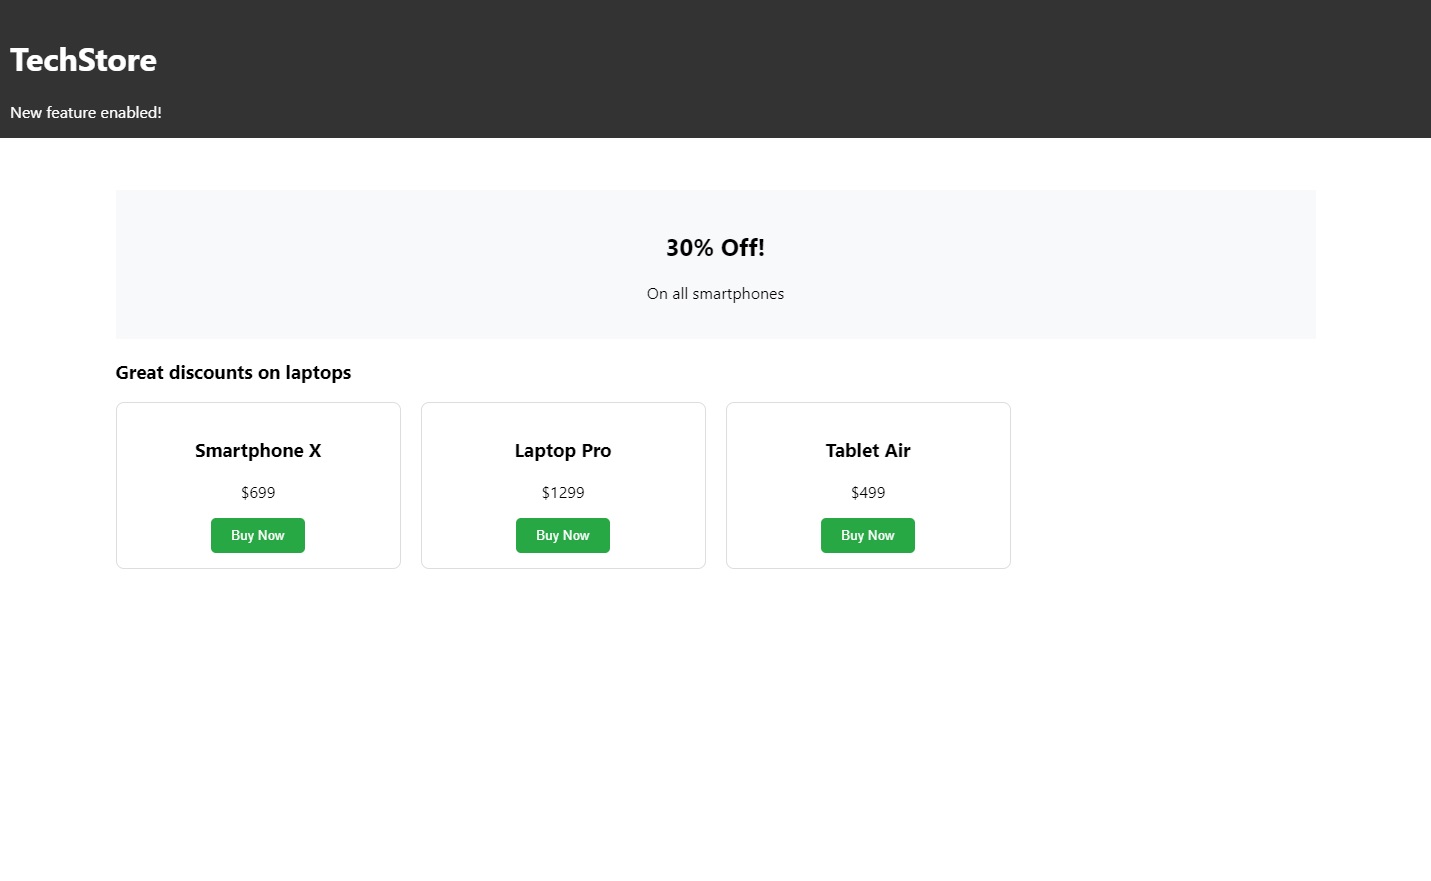 TechStore
New feature enabled!
30% Off!
On all smartphones
Great discounts on laptops
Smartphone X
$699
Buy Now
Laptop Pro
$1299
Buy Now
Tablet Air
$499
Buy Now